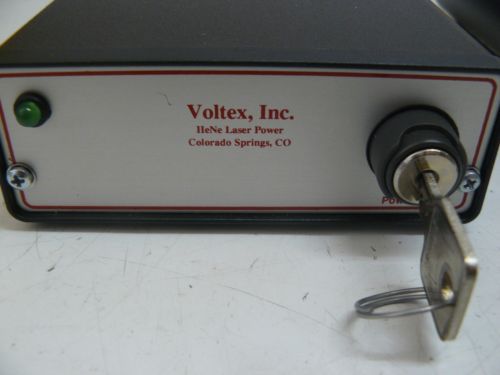 Voltex, Inc.
HeNe Laser Power
Colorado Springs, CO